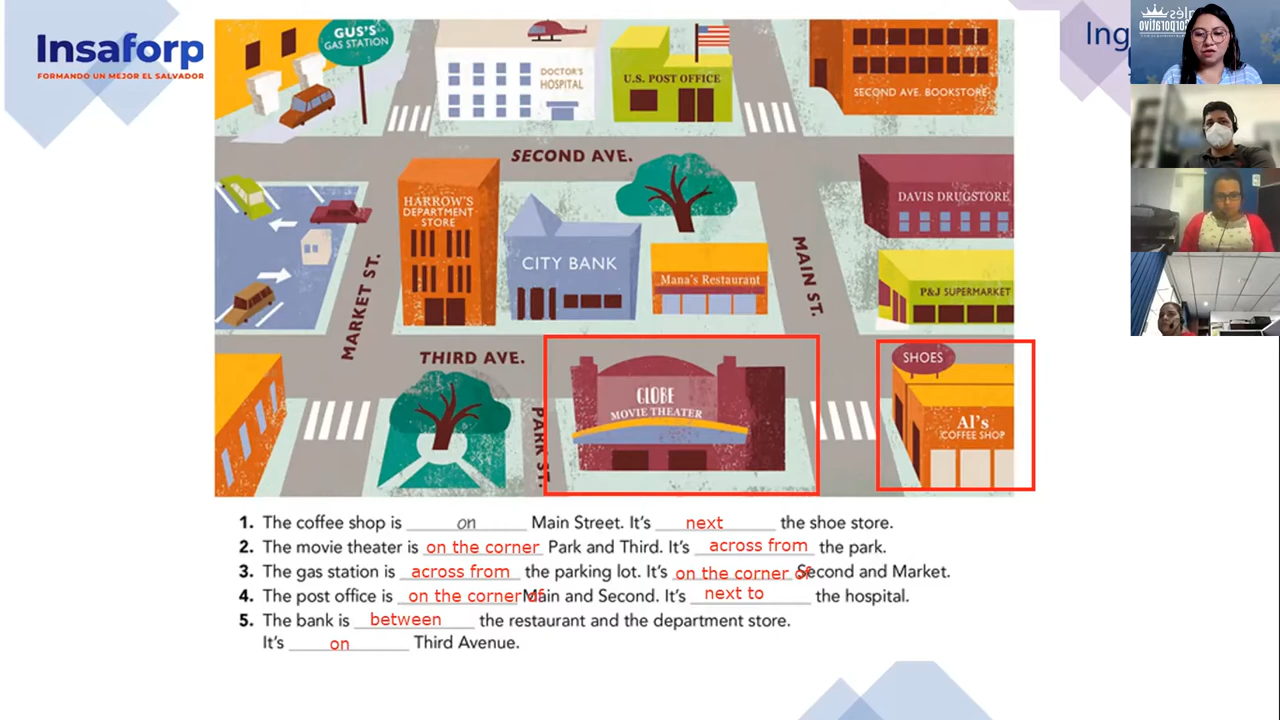 Insaforp
FORMANDO UN MEJOR EL SALVADOR
Ing
Inglés
Corporativo
GUS'S
GAS STATION
DOCTOR'S
HOSPITAL
U.S. POST OFFICE
SECOND AVE. BOOKSTORE
SECOND AVE.
HARROW'S
DEPARTMENT
STORE
CITY BANK
Mana's Restaurant
DAVIS DRUGSTORE
P&J SUPERMARKET
MARKET ST.
MAIN ST.
THIRD AVE.
PARK ST.
GLOBE
MOVIE THEATER
SHOES
Al's
COFFEE SHOP
1. The coffee shop is on Main Street. It's next the shoe store.
2. The movie theater is on the corner Park and Third. It's across from the park.
3. The gas station is across from the parking lot. It's on the corner of Second and Market.
4. The post office is on the corner of Main and Second. It's next to the hospital.
5. The bank is between the restaurant and the department store.
It's on Third Avenue.